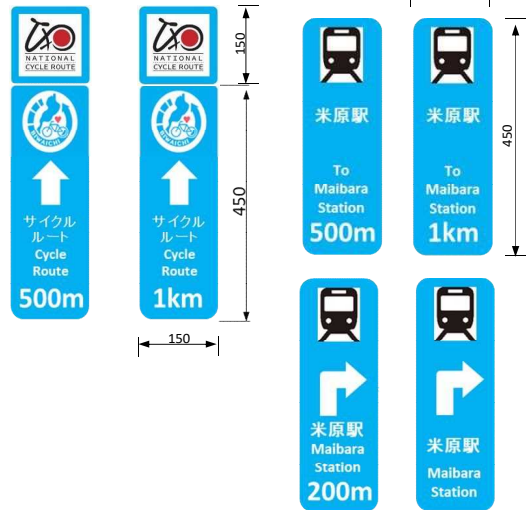 NATIONAL
CYCLE ROUTE
BIWAICHI
サイクル
ルート
Cycle
Route
500m
NATIONAL
CYCLE ROUTE
BIWAICHI
サイクル
ルート
Cycle
Route
1km
150
450
150
米原駅
To
Maibara
Station
500m
米原駅
To
Maibara
Station
1km
450
米原駅
Maibara
Station
200m
米原駅
Maibara
Station